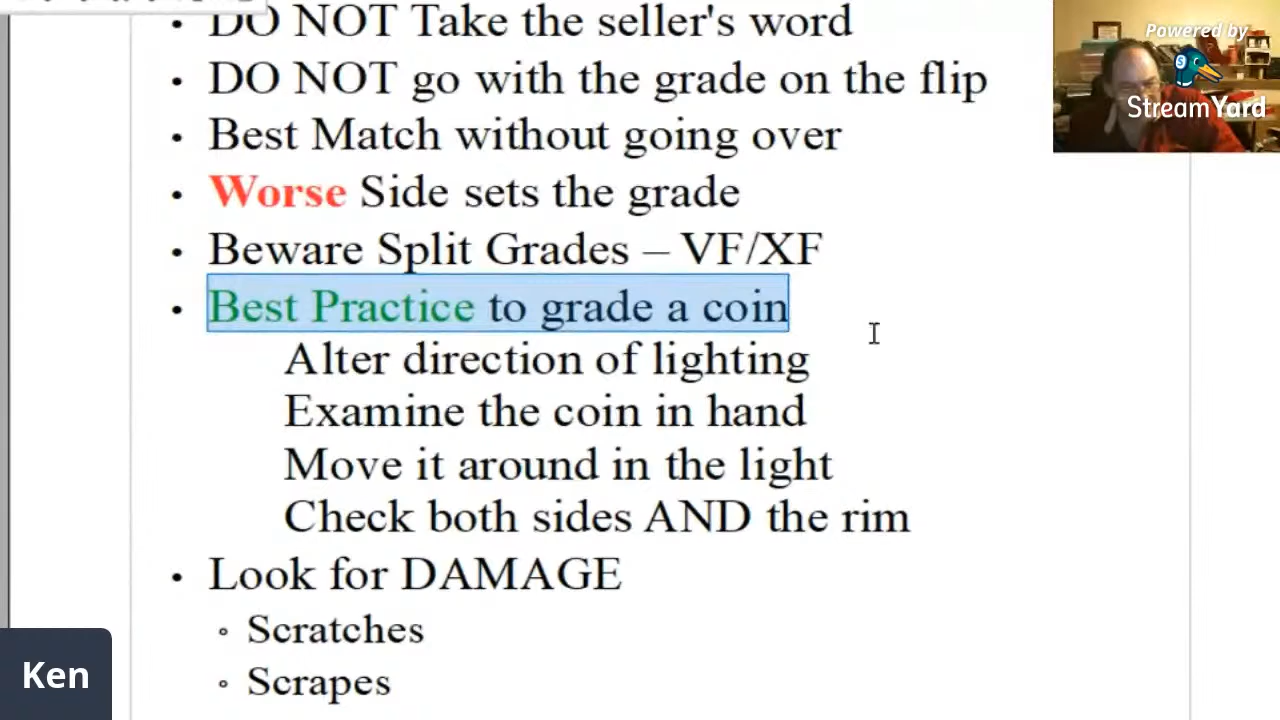 • DO NOT Take the seller's word
• DO NOT go with the grade on the flip
• Best Match without going over
• Worse Side sets the grade
• Beware Split Grades – VF/XF
• Best Practice to grade a coin
Alter direction of lighting
Examine the coin in hand
Move it around in the light
Check both sides AND the rim
• Look for DAMAGE
◦ Scratches
◦ Scrapes
Powered by
S
StreamYard
Ken